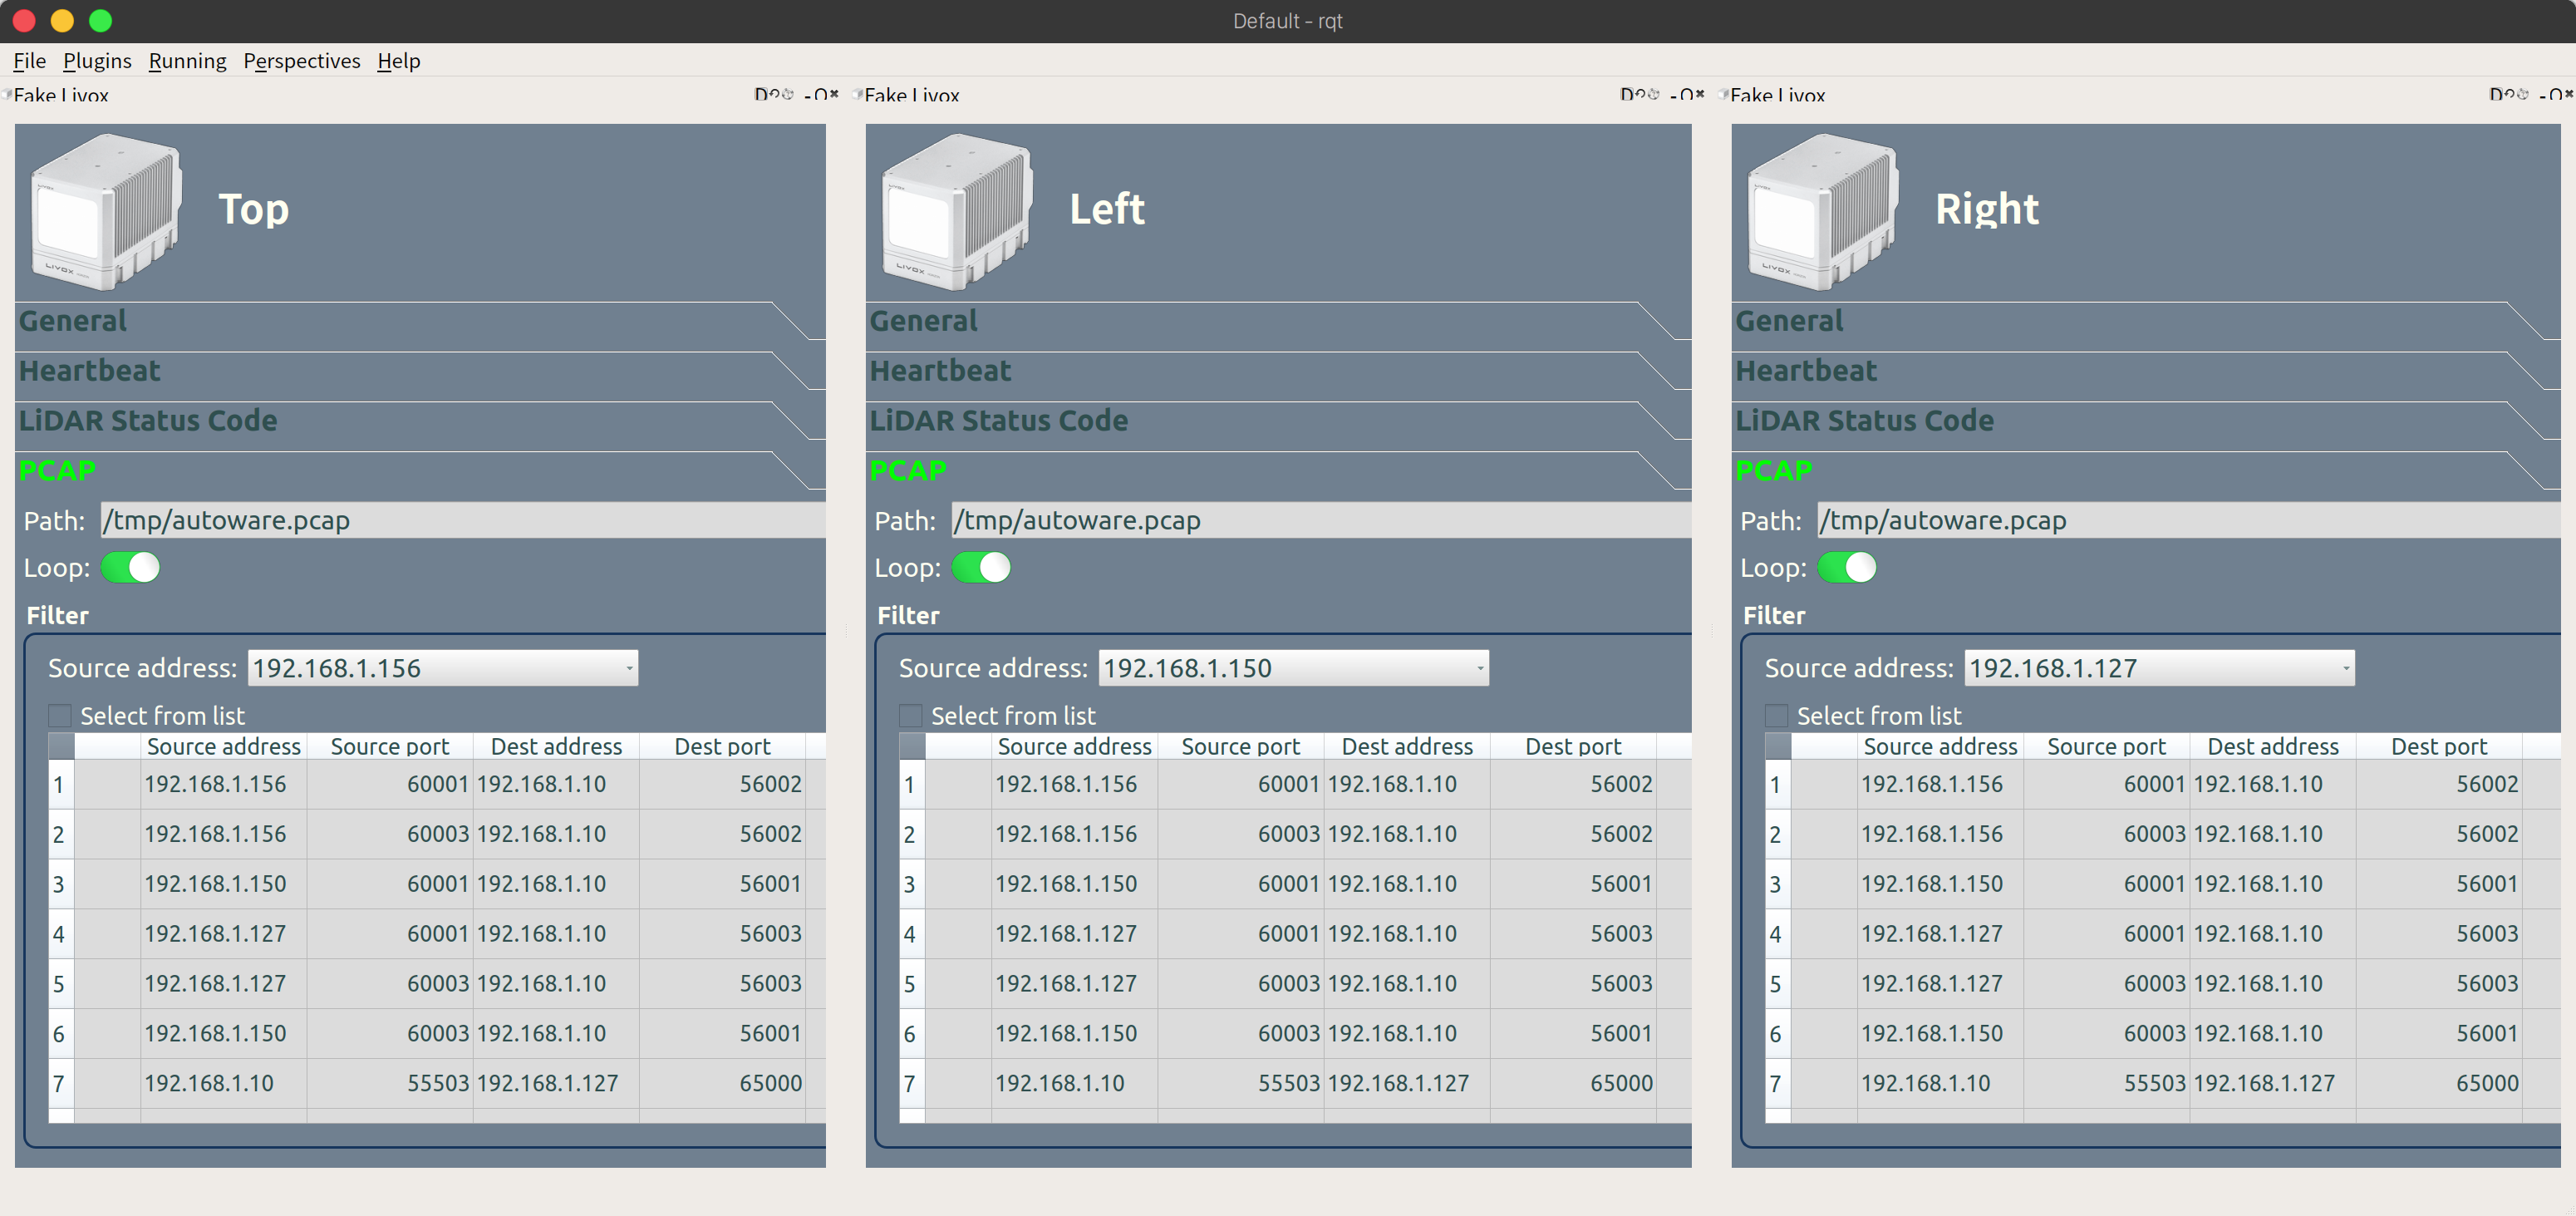 Default - rqt
File Plugins Running Perspectives Help
Fake Livox
Top
LIVOX
General
Heartbeat
LiDAR Status Code
PCAP
Path: /tmp/autoware.pcap
Loop:
Filter
Source address: 192.168.1.156
Select from list
Source address Source port Dest address Dest port
1 192.168.1.156 60001 192.168.1.10 56002
2 192.168.1.156 60003 192.168.1.10 56002
3 192.168.1.150 60001 192.168.1.10 56001
4 192.168.1.127 60001 192.168.1.10 56003
5 192.168.1.127 60003 192.168.1.10 56003
6 192.168.1.150 60003 192.168.1.10 56001
7 192.168.1.10 55503 192.168.1.127 65000
Fake Livox
Left
LIVOX
General
Heartbeat
LiDAR Status Code
PCAP
Path: /tmp/autoware.pcap
Loop:
Filter
Source address: 192.168.1.150
Select from list
Source address Source port Dest address Dest port
1 192.168.1.156 60001 192.168.1.10 56002
2 192.168.1.156 60003 192.168.1.10 56002
3 192.168.1.150 60001 192.168.1.10 56001
4 192.168.1.127 60001 192.168.1.10 56003
5 192.168.1.127 60003 192.168.1.10 56003
6 192.168.1.150 60003 192.168.1.10 56001
7 192.168.1.10 55503 192.168.1.127 65000
Fake Livox
Right
LIVOX
General
Heartbeat
LiDAR Status Code
PCAP
Path: /tmp/autoware.pcap
Loop:
Filter
Source address: 192.168.1.127
Select from list
Source address Source port Dest address Dest port
1 192.168.1.156 60001 192.168.1.10 56002
2 192.168.1.156 60003 192.168.1.10 56002
3 192.168.1.150 60001 192.168.1.10 56001
4 192.168.1.127 60001 192.168.1.10 56003
5 192.168.1.127 60003 192.168.1.10 56003
6 192.168.1.150 60003 192.168.1.10 56001
7 192.168.1.10 55503 192.168.1.127 65000